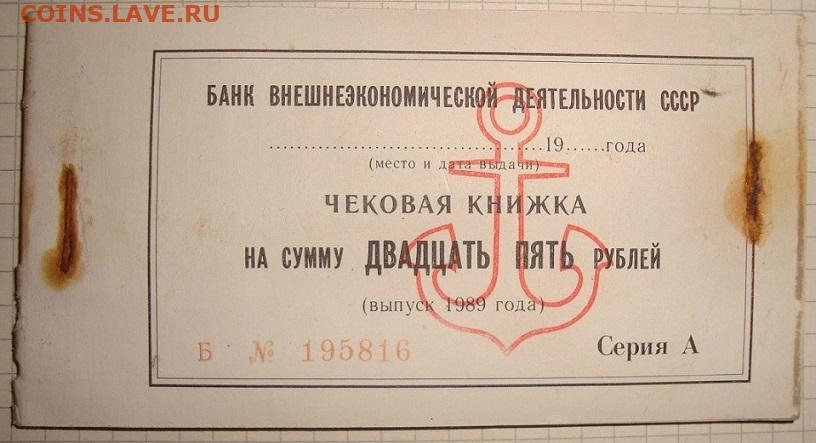 COINS.LAVE.RU
БАНК ВНЕШНЕЭКОНОМИЧЕСКОЙ ДЕЯТЕЛЬНОСТИ СССР
........................................19......года
(место и дата выдачи)
ЧЕКОВАЯ КНИЖКА
НА СУММУ ДВАДЦАТЬ ПЯТЬ РУБЛЕЙ
(выпуск 1989 года)
Б № 195816 Серия А